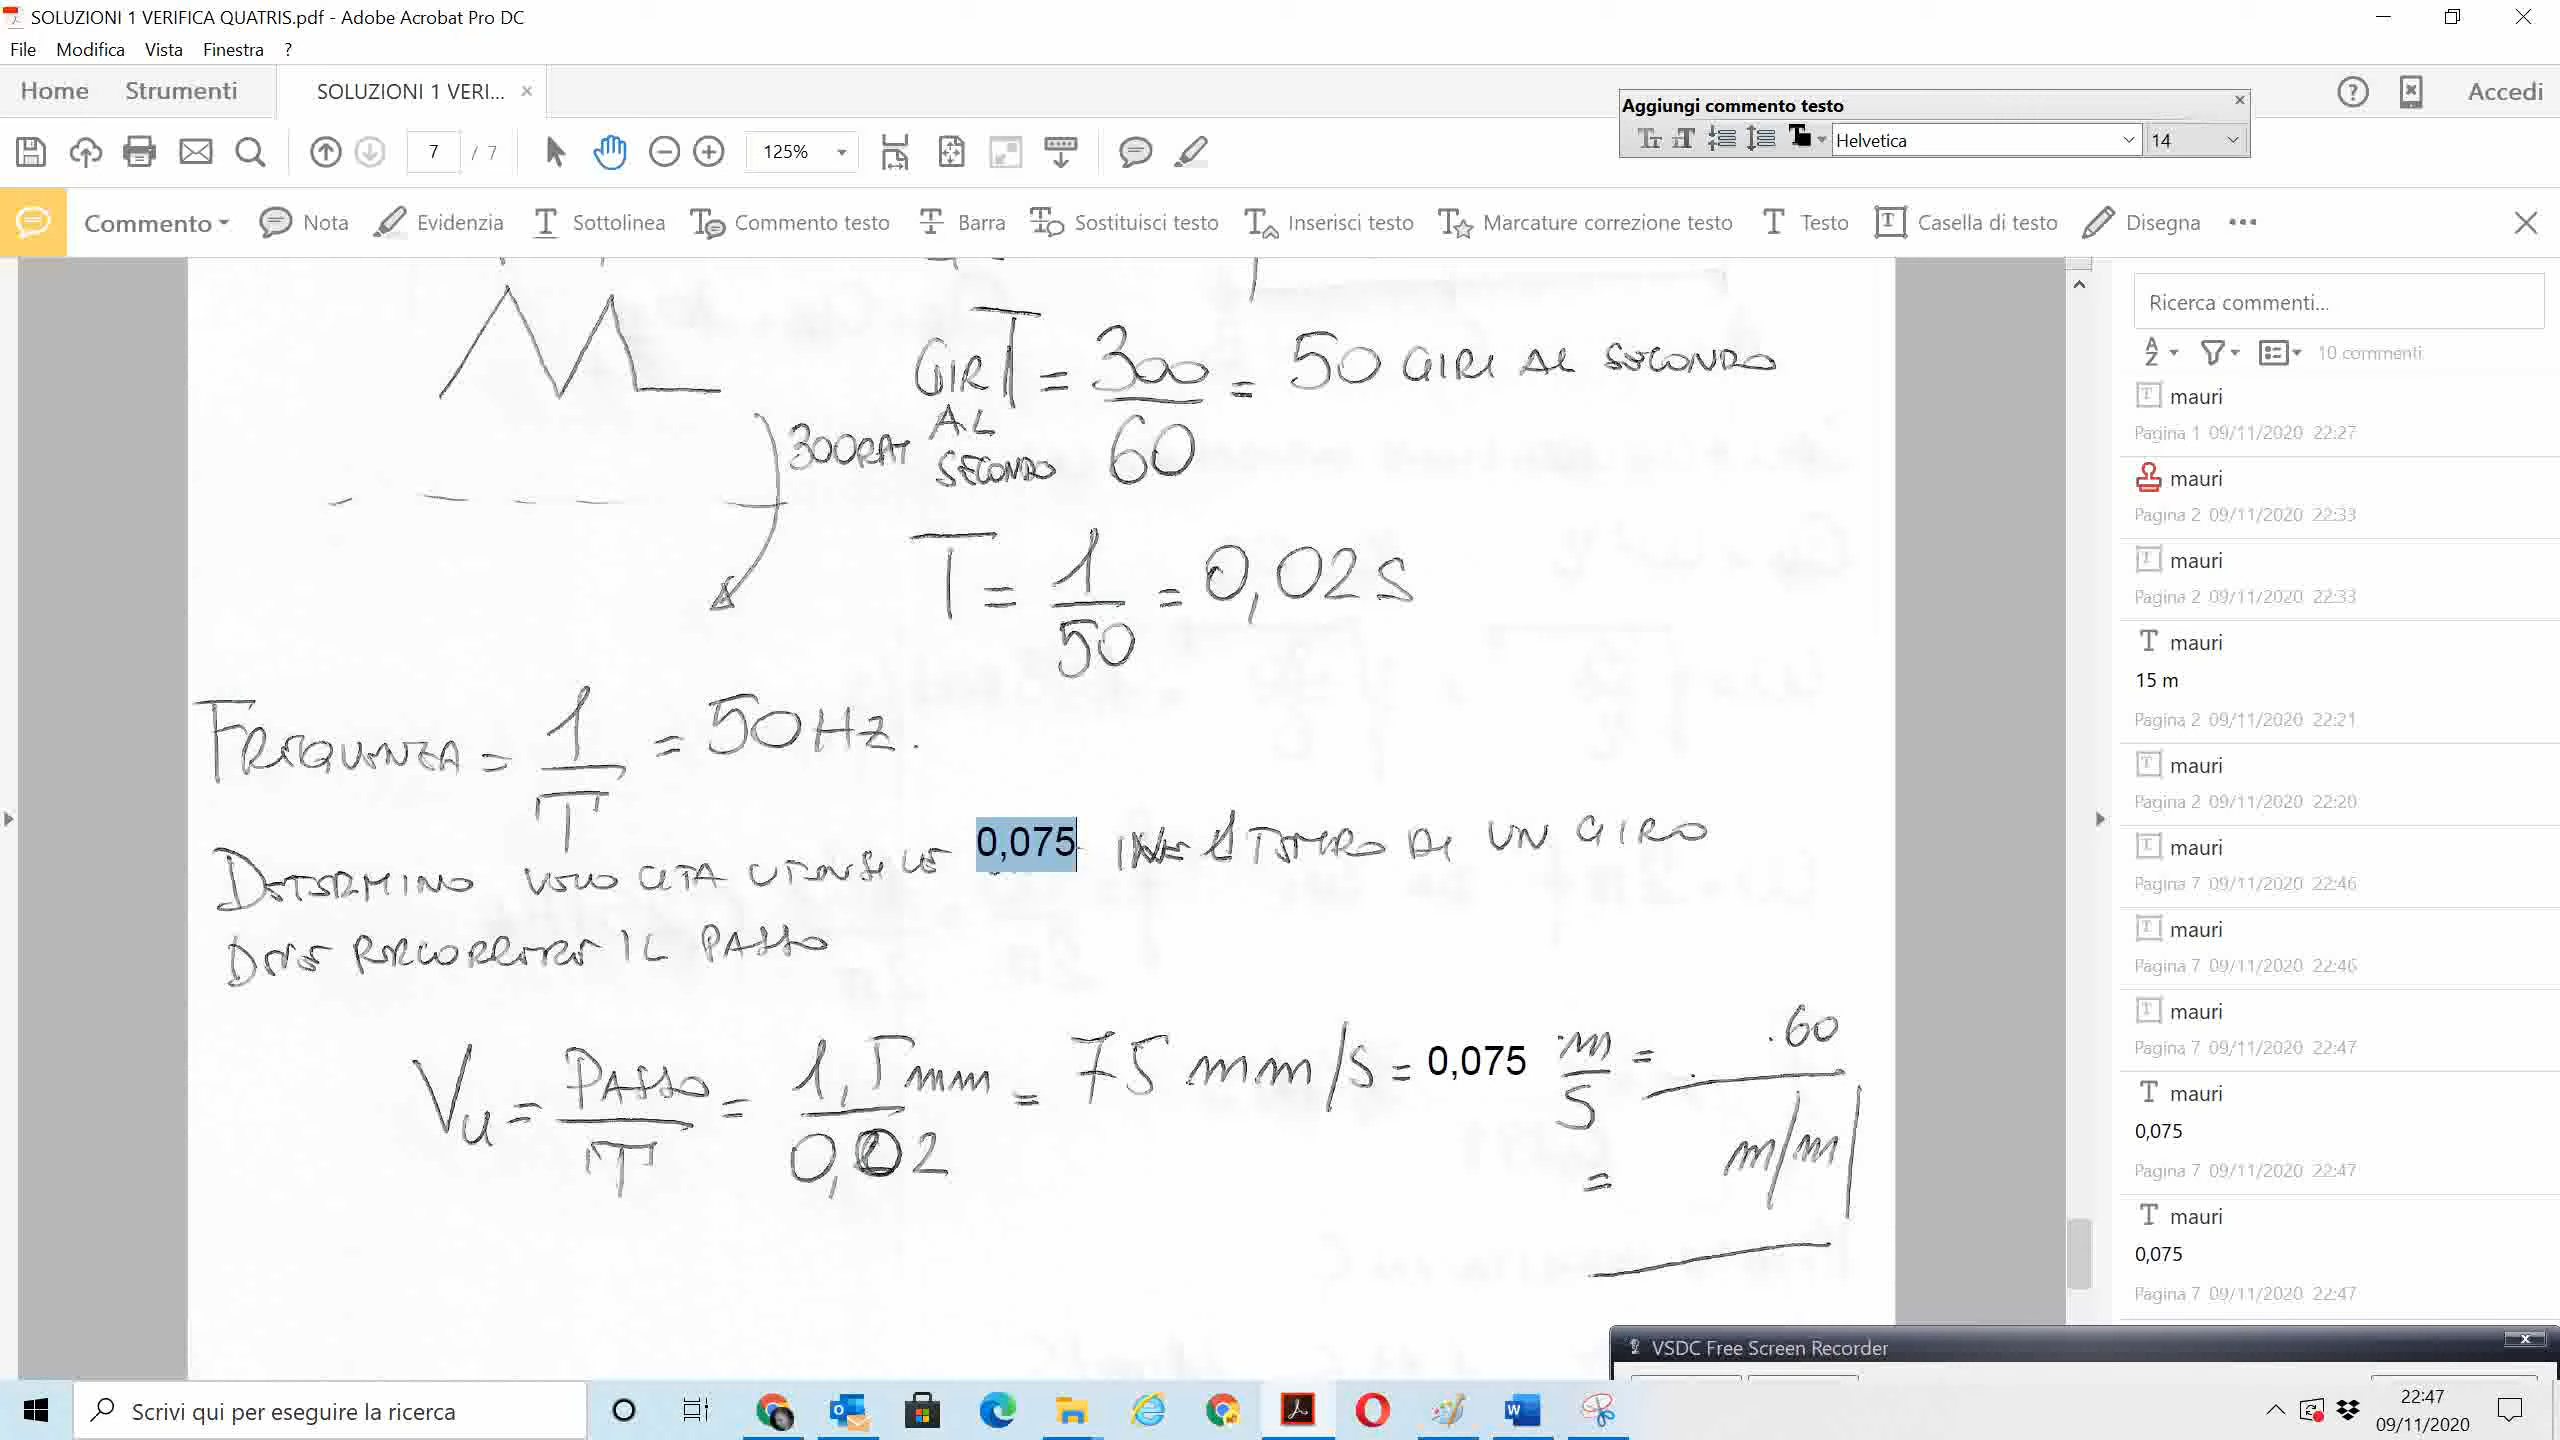 SOLUZIONI 1 VERIFICA QUATRIS.pdf - Adobe Acrobat Pro DC
File Modifica Vista Finestra ?
Home Strumenti SOLUZIONI 1 VERI... × Accedi
Aggiungi commento testo
Helvetica 14
7 / 7 125%
Commento Nota Evidenzia Sottolinea Commento testo Barra Sostituisci testo Inserisci testo Marcature correzione testo Testo Casella di testo Disegna
GIRI = 300 = 50 GIRI AL SECONDO
AL
SECONDO 60
T = 1 = 0,02 S
50
= 1 = 50 Hz.
T
DETERMINO VELOCITA UTENSILE 0,075 TEMPO DI UN GIRO
DEVE PERCORRERE IL PASSO
Vu = PASSO = 1,5 mm = 75 mm/s = 0,075 m = .60
T 0,02 S
= m/m
Ricerca commenti...
10 commenti
mauri
Pagina 1 09/11/2020 22:27
mauri
Pagina 2 09/11/2020 22:33
mauri
Pagina 2 09/11/2020 22:33
mauri
15 m
Pagina 2 09/11/2020 22:21
mauri
Pagina 2 09/11/2020 22:20
mauri
Pagina 7 09/11/2020 22:46
mauri
Pagina 7 09/11/2020 22:46
mauri
Pagina 7 09/11/2020 22:47
mauri
0,075
Pagina 7 09/11/2020 22:47
mauri
0,075
Pagina 7 09/11/2020 22:47
VSDC Free Screen Recorder
Scrivi qui per eseguire la ricerca
22:47
09/11/2020